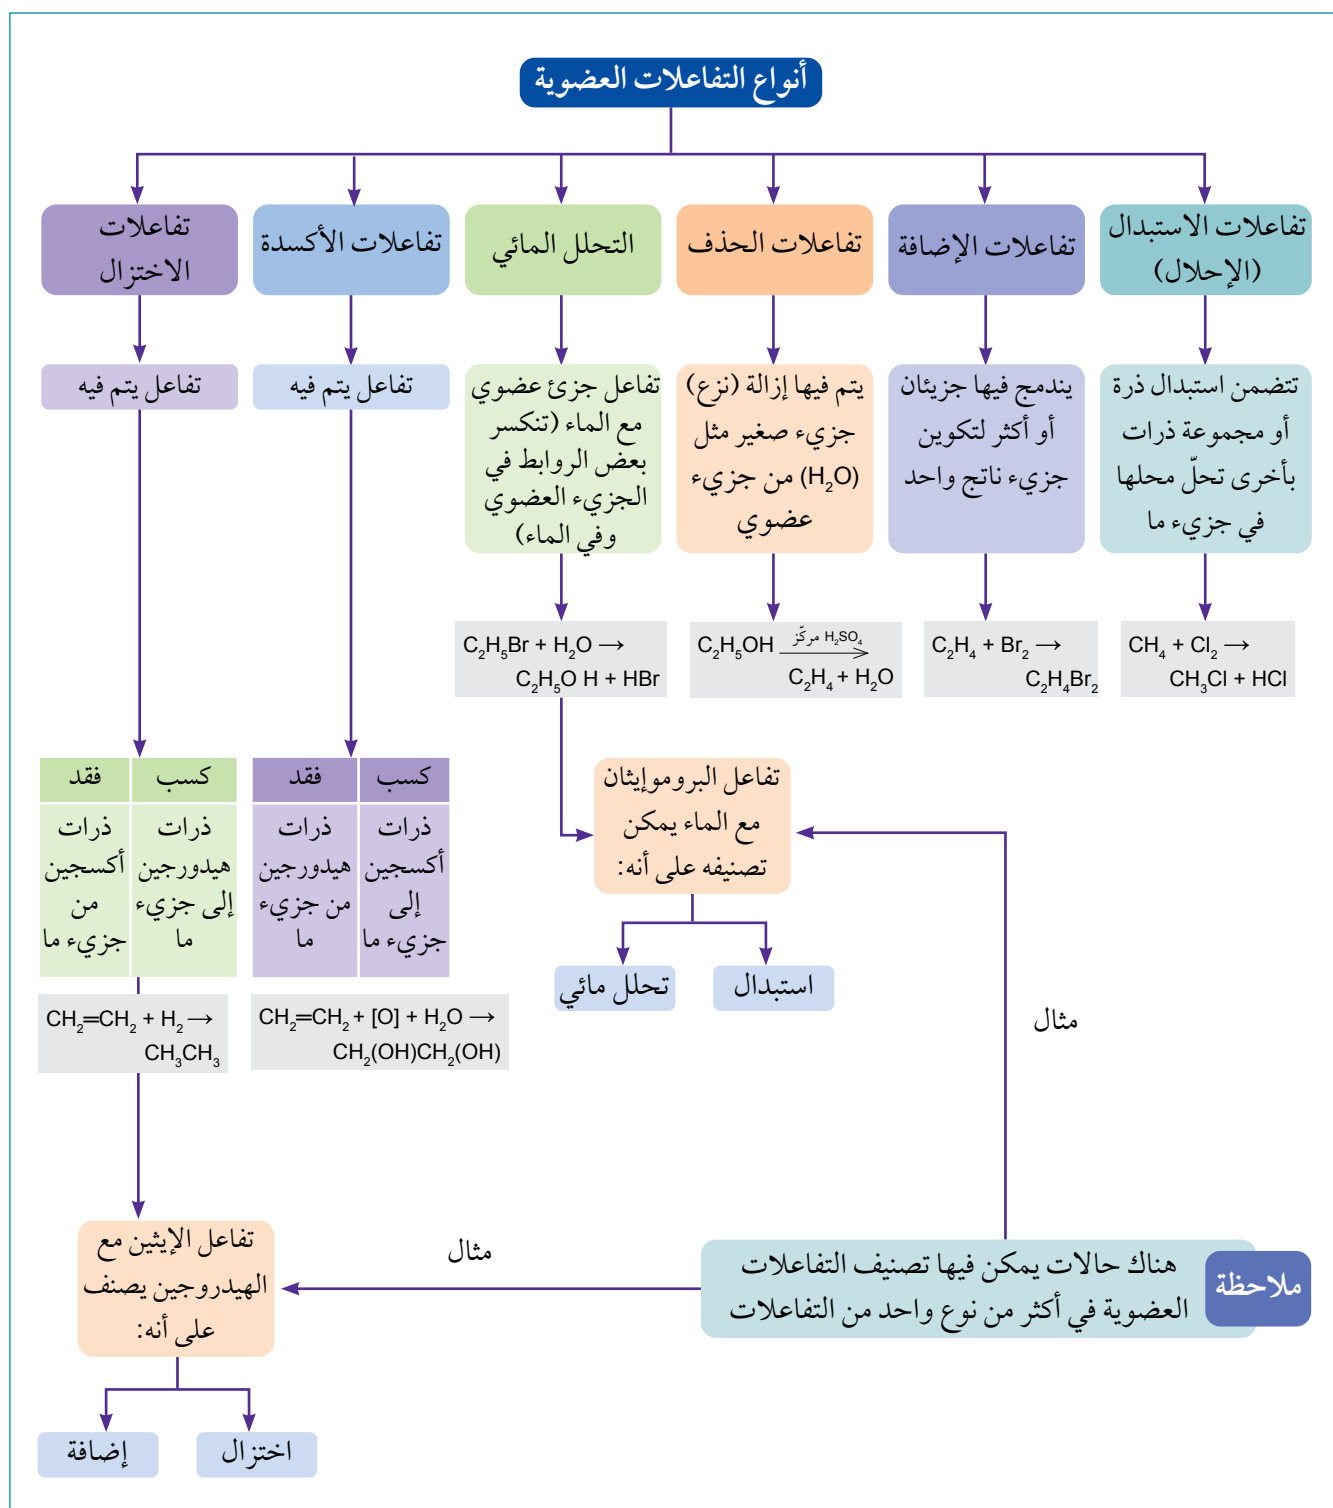 أنواع التفاعلات العضوية
تفاعلات الاستبدال
(الإحلال)
تفاعلات الإضافة
تفاعلات الحذف
التحلل المائي
تفاعلات الأكسدة
تفاعلات
الاختزال
تتضمن استبدال ذرة
أو مجموعة ذرات
بأخرى تحلّ محلها
في جزيء ما
يندمج فيها جزيئان
أو أكثر لتكوين
جزيء ناتج واحد
يتم فيها إزالة (نزع)
جزيء صغير مثل
(H₂O) من جزيء
عضوي
تفاعل جزئ عضوي
مع الماء (تنكسر
بعض الروابط في
الجزيء العضوي
وفي الماء)
تفاعل يتم فيه
تفاعل يتم فيه
CH₄ + Cl₂ →
CH₃Cl + HCl
C₂H₄ + Br₂ →
C₂H₄Br₂
C₂H₅OH مركّز H₂SO₄ →
C₂H₄ + H₂O
C₂H₅Br + H₂O →
C₂H₅O H + HBr
كسب
فقد
ذرات
أكسجين
إلى
جزيء ما
ذرات
هيدورجين
من جزيء
ما
كسب
فقد
ذرات
هيدورجين
إلى جزيء
ما
ذرات
أكسجين
من
جزيء ما
تفاعل البروموإيثان
مع الماء يمكن
تصنيفه على أنه:
استبدال
تحلل مائي
CH₂=CH₂ + [O] + H₂O →
CH₂(OH)CH₂(OH)
CH₂=CH₂ + H₂ →
CH₃CH₃
مثال
ملاحظة
هناك حالات يمكن فيها تصنيف التفاعلات
العضوية في أكثر من نوع واحد من التفاعلات
مثال
تفاعل الإيثين مع
الهيدروجين يصنف
على أنه:
اختزال
إضافة